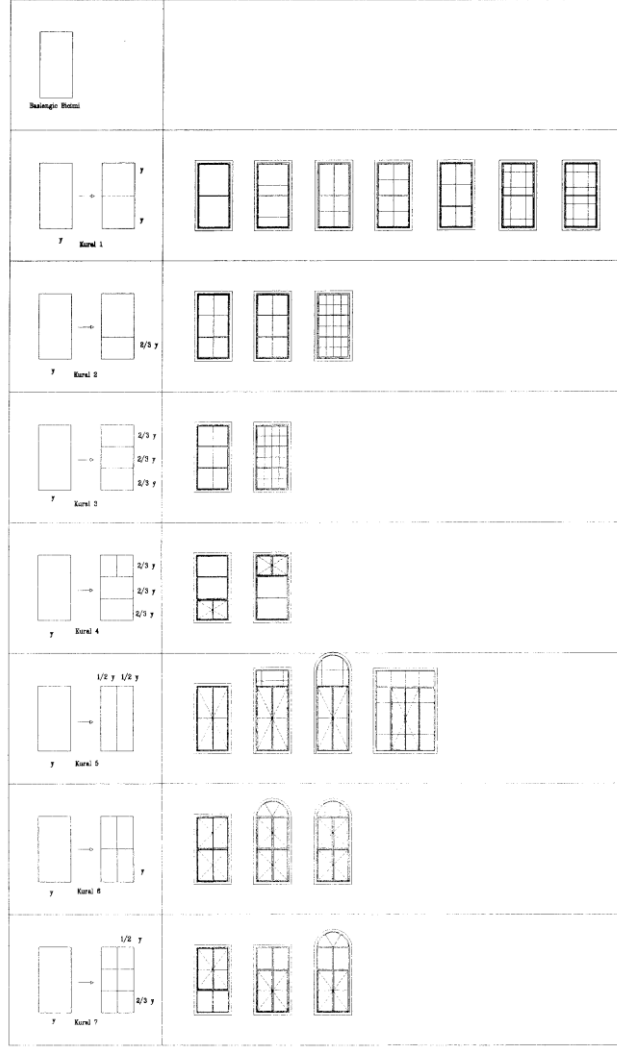 Baslangic Bicimi
y
y
y
Kural 1
2/3 y
y
Kural 2
2/3 y
2/3 y
2/3 y
y
Kural 3
2/3 y
2/3 y
2/3 y
y
Kural 4
1/2 y 1/2 y
y
Kural 5
y
y
Kural 6
1/2 y
2/3 y
y
Kural 7